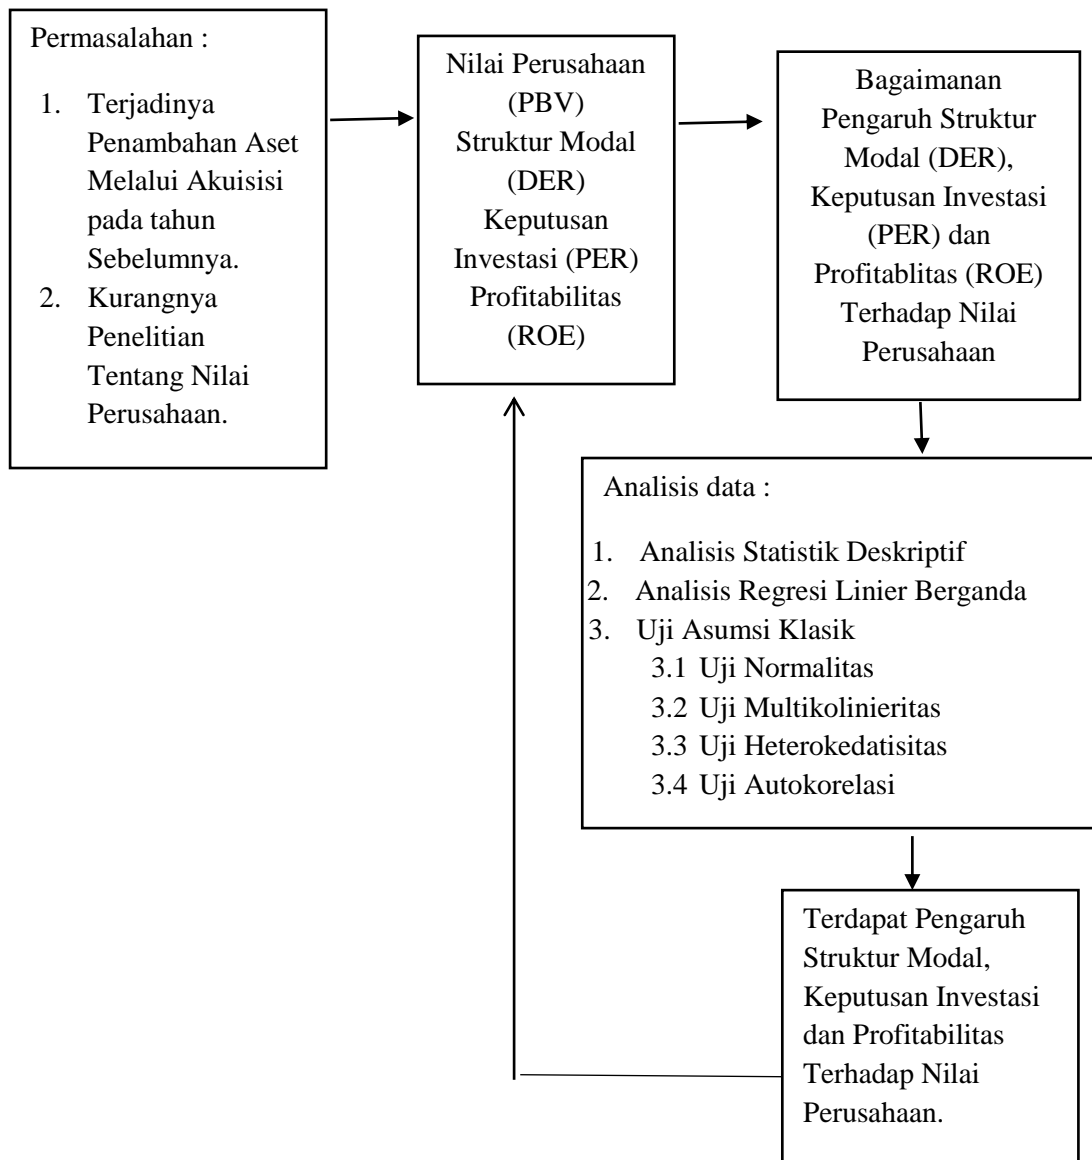 Permasalahan :
1. Terjadinya
Penambahan Aset
Melalui Akuisisi
pada tahun
Sebelumnya.
2. Kurangnya
Penelitian
Tentang Nilai
Perusahaan.
Nilai Perusahaan
(PBV)
Struktur Modal
(DER)
Keputusan
Investasi (PER)
Profitabilitas
(ROE)
Bagaimanan
Pengaruh Struktur
Modal (DER),
Keputusan Investasi
(PER) dan
Profitablitas (ROE)
Terhadap Nilai
Perusahaan
Analisis data :
1. Analisis Statistik Deskriptif
2. Analisis Regresi Linier Berganda
3. Uji Asumsi Klasik
3.1 Uji Normalitas
3.2 Uji Multikolinieritas
3.3 Uji Heterokedatisitas
3.4 Uji Autokorelasi
Terdapat Pengaruh
Struktur Modal,
Keputusan Investasi
dan Profitabilitas
Terhadap Nilai
Perusahaan.